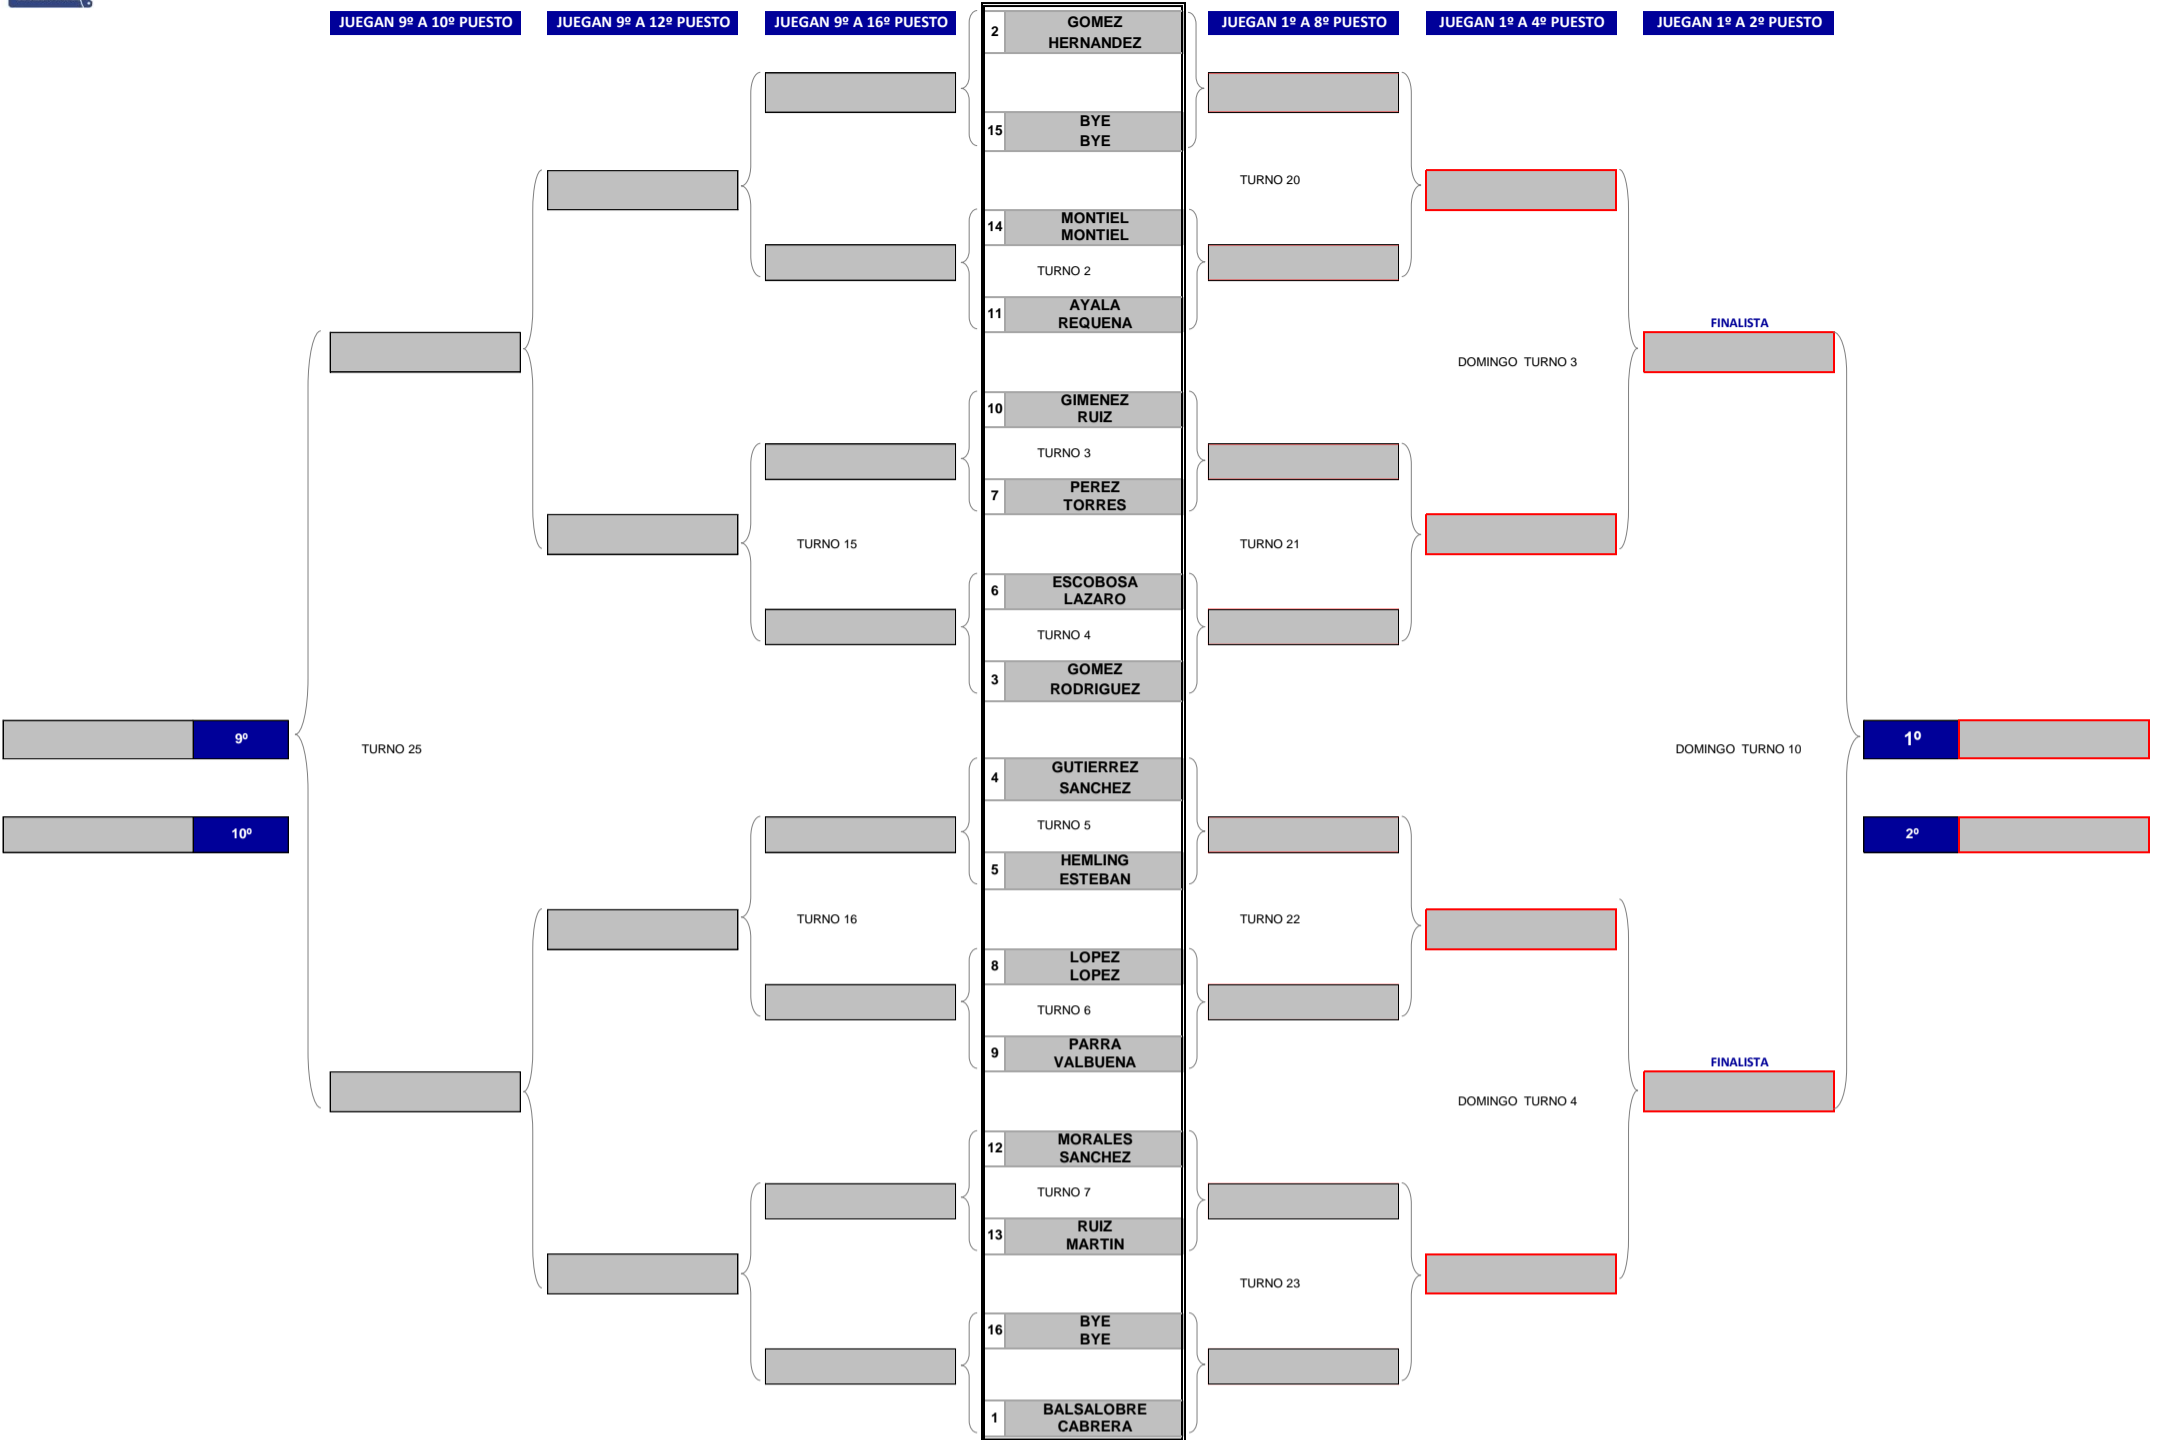 JUEGAN 9º A 10º PUESTO
JUEGAN 9º A 12º PUESTO
JUEGAN 9º A 16º PUESTO
JUEGAN 1º A 8º PUESTO
JUEGAN 1º A 4º PUESTO
JUEGAN 1º A 2º PUESTO
2
GOMEZ
HERNANDEZ
15
BYE
BYE
TURNO 20
14
MONTIEL
MONTIEL
TURNO 2
11
AYALA
REQUENA
FINALISTA
DOMINGO TURNO 3
10
GIMENEZ
RUIZ
TURNO 3
7
PEREZ
TORRES
TURNO 15
TURNO 21
6
ESCOBOSA
LAZARO
TURNO 4
3
GOMEZ
RODRIGUEZ
9º
TURNO 25
DOMINGO TURNO 10
1º
4
GUTIERREZ
SANCHEZ
TURNO 5
10º
2º
5
HEMLING
ESTEBAN
TURNO 16
TURNO 22
8
LOPEZ
LOPEZ
TURNO 6
9
PARRA
VALBUENA
FINALISTA
DOMINGO TURNO 4
12
MORALES
SANCHEZ
TURNO 7
13
RUIZ
MARTIN
TURNO 23
16
BYE
BYE
1
BALSALOBRE
CABRERA